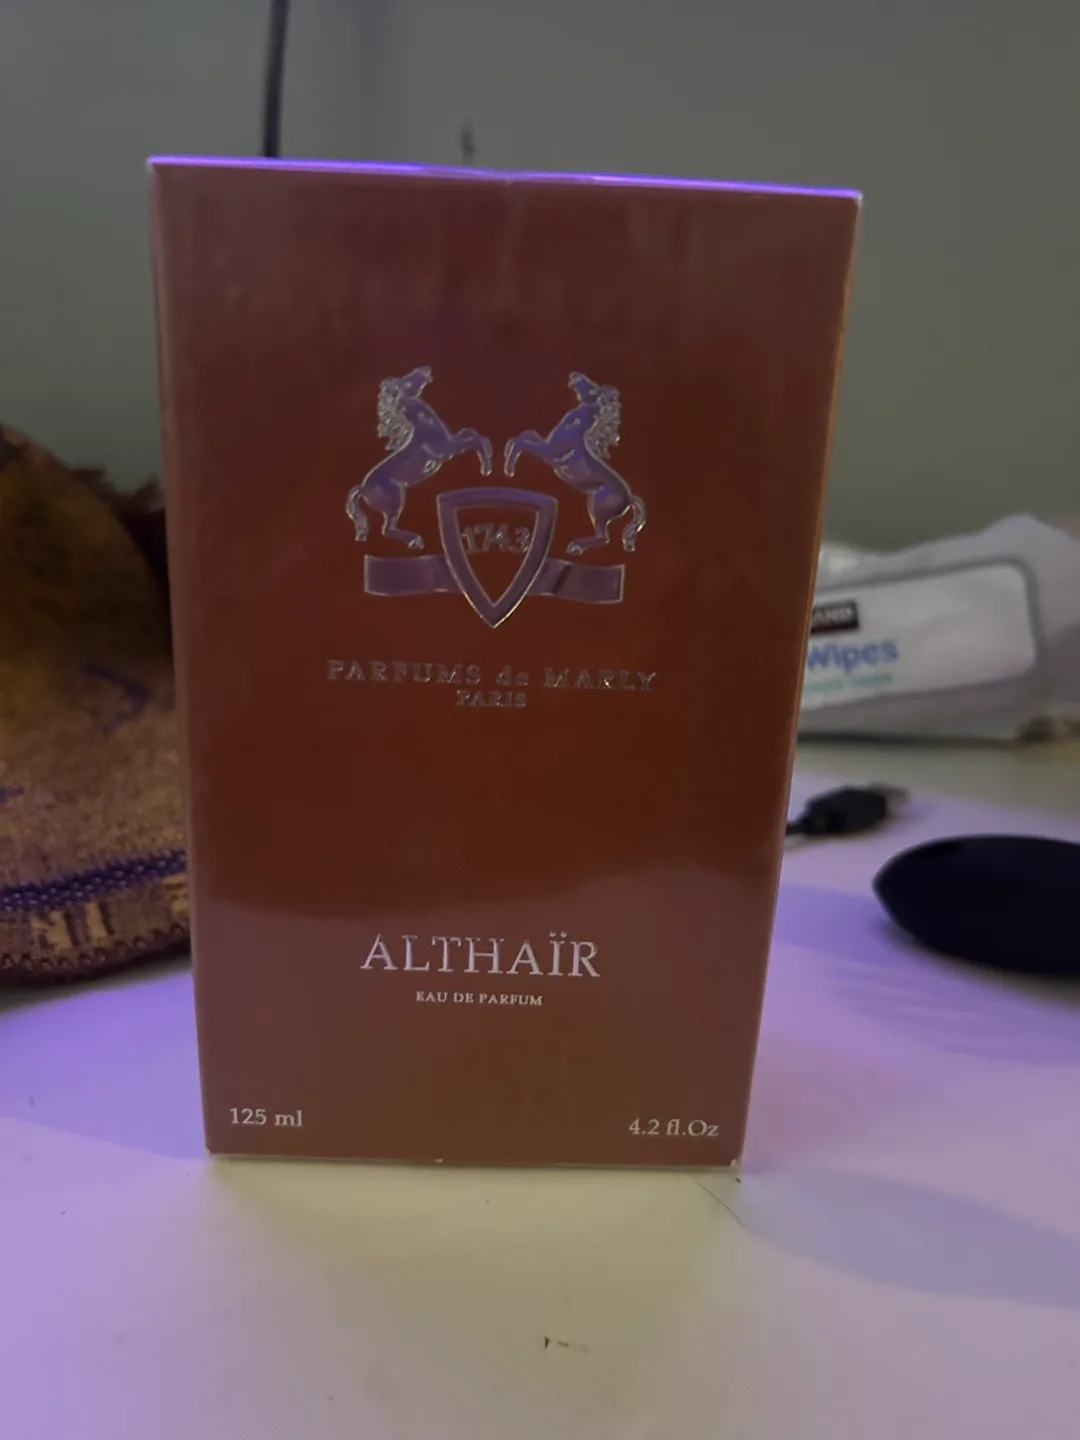 1743
PARFUMS de MARLY
PARIS
ALTHAÏR
EAU DE PARFUM
125 ml
4.2 fl.Oz
Wipes